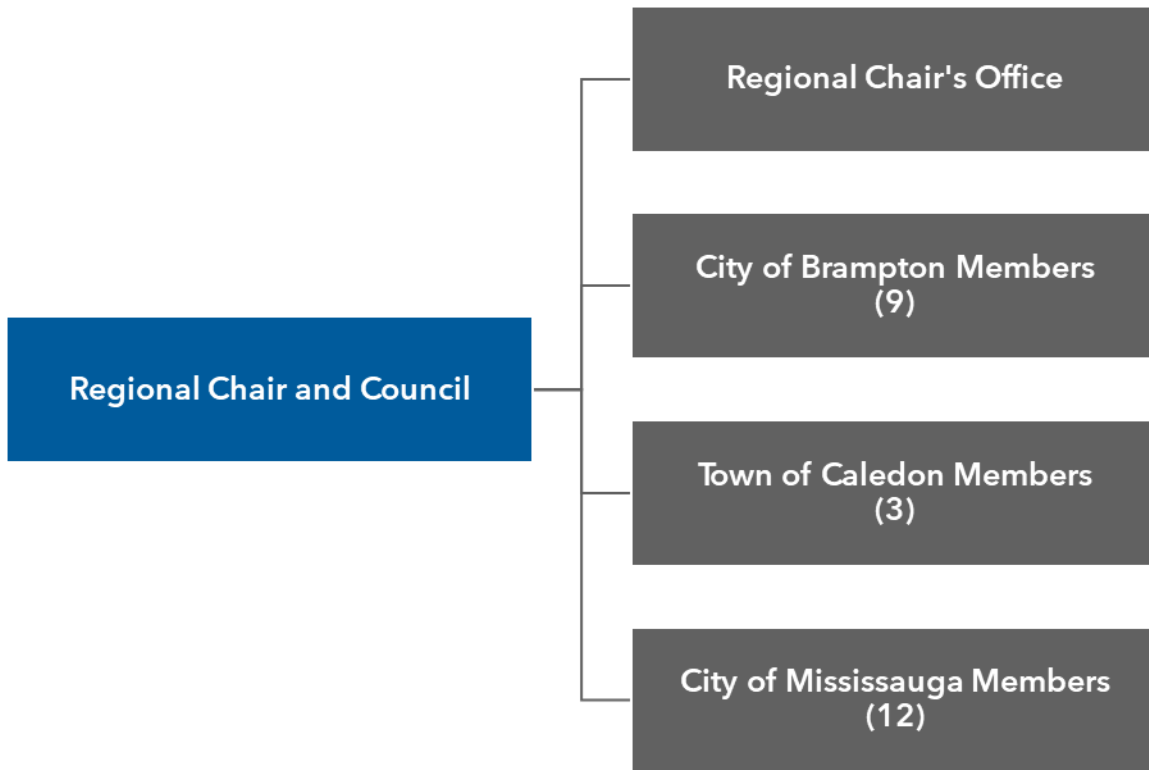 Regional Chair's Office
City of Brampton Members
(9)
Regional Chair and Council
Town of Caledon Members
(3)
City of Mississauga Members
(12)